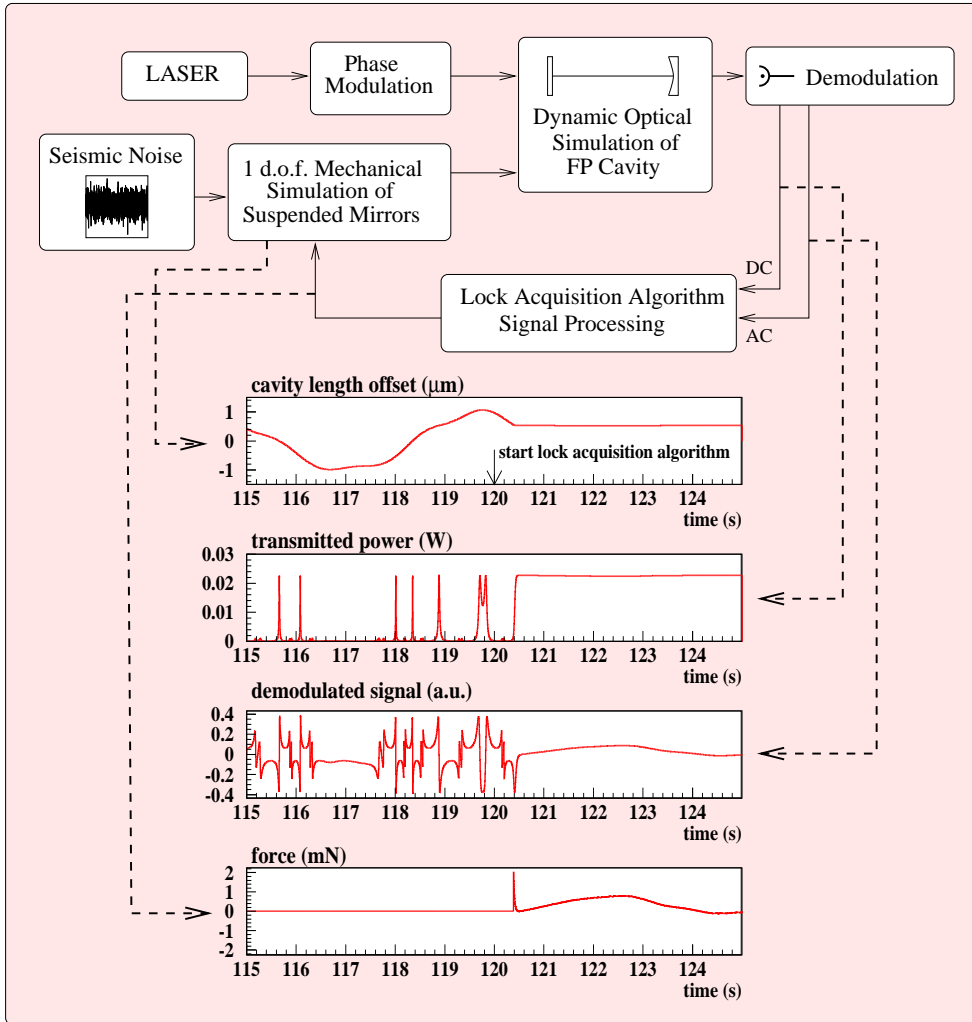 LASER
Phase
Modulation
Dynamic Optical
Simulation of
FP Cavity
Demodulation
Seismic Noise
1 d.o.f. Mechanical
Simulation of
Suspended Mirrors
DC
Lock Acquisition Algorithm
Signal Processing
AC
cavity length offset (μm)
1
0
-1
start lock acquisition algorithm
115 116 117 118 119 120 121 122 123 124
time (s)
transmitted power (W)
0.03
0.02
0.01
0
115 116 117 118 119 120 121 122 123 124
time (s)
demodulated signal (a.u.)
0.4
0.2
0
-0.2
-0.4
115 116 117 118 119 120 121 122 123 124
time (s)
force (mN)
2
1
0
-1
-2
115 116 117 118 119 120 121 122 123 124
time (s)